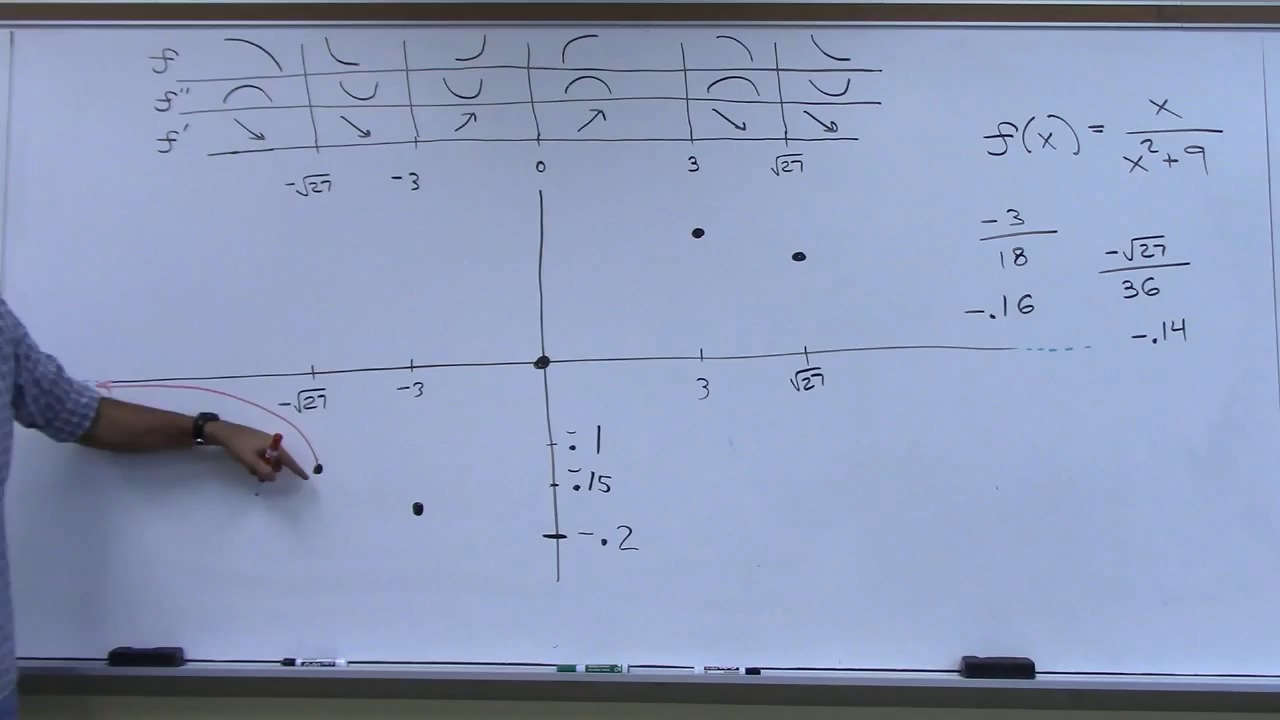 f
f''
f'
-√27 -3 0 3 √27
f(x) = x / x² + 9
-3 / 18
-.16
-√27 / 36
-.14
-√27 -3 3 √27
-.1
-.15
-.2